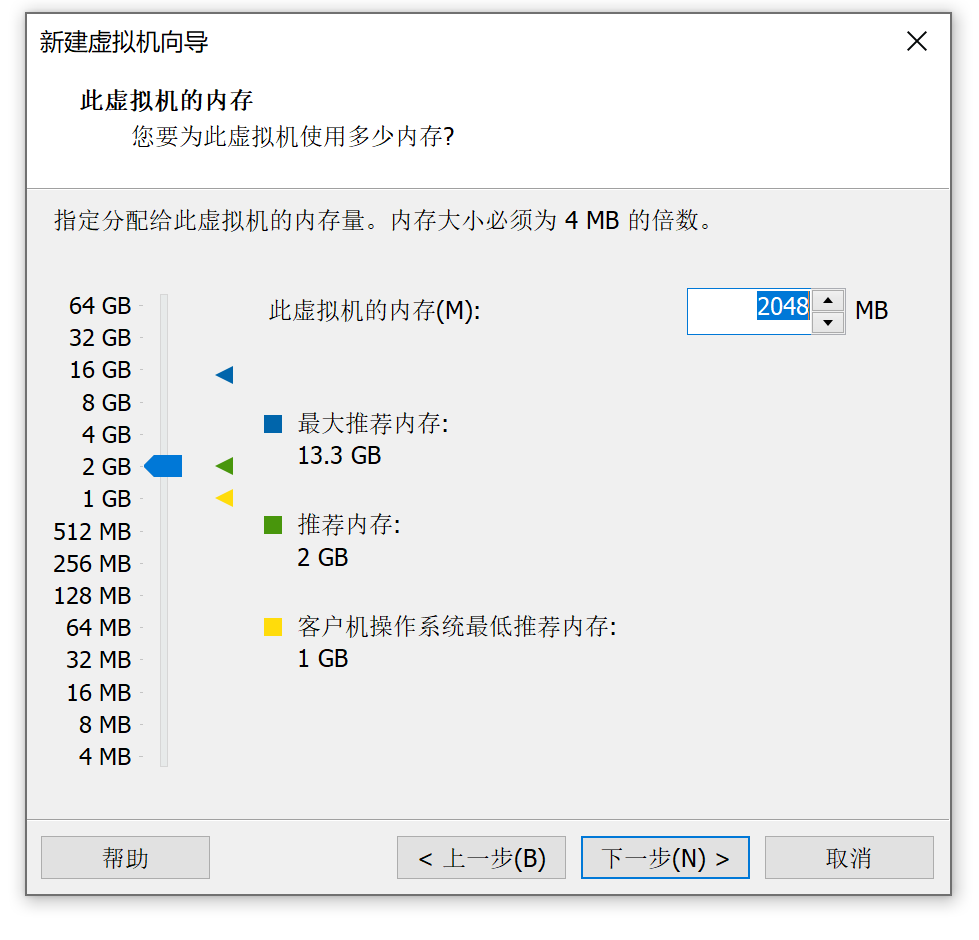 新建虚拟机向导
此虚拟机的内存
您要为此虚拟机使用多少内存?
指定分配给此虚拟机的内存量。内存大小必须为 4 MB 的倍数。
此虚拟机的内存(M):
2048
MB
64 GB
32 GB
16 GB
8 GB
4 GB
2 GB
1 GB
512 MB
256 MB
128 MB
64 MB
32 MB
16 MB
8 MB
4 MB
最大推荐内存:
13.3 GB
推荐内存:
2 GB
客户机操作系统最低推荐内存:
1 GB
帮助
< 上一步(B)
下一步(N) >
取消